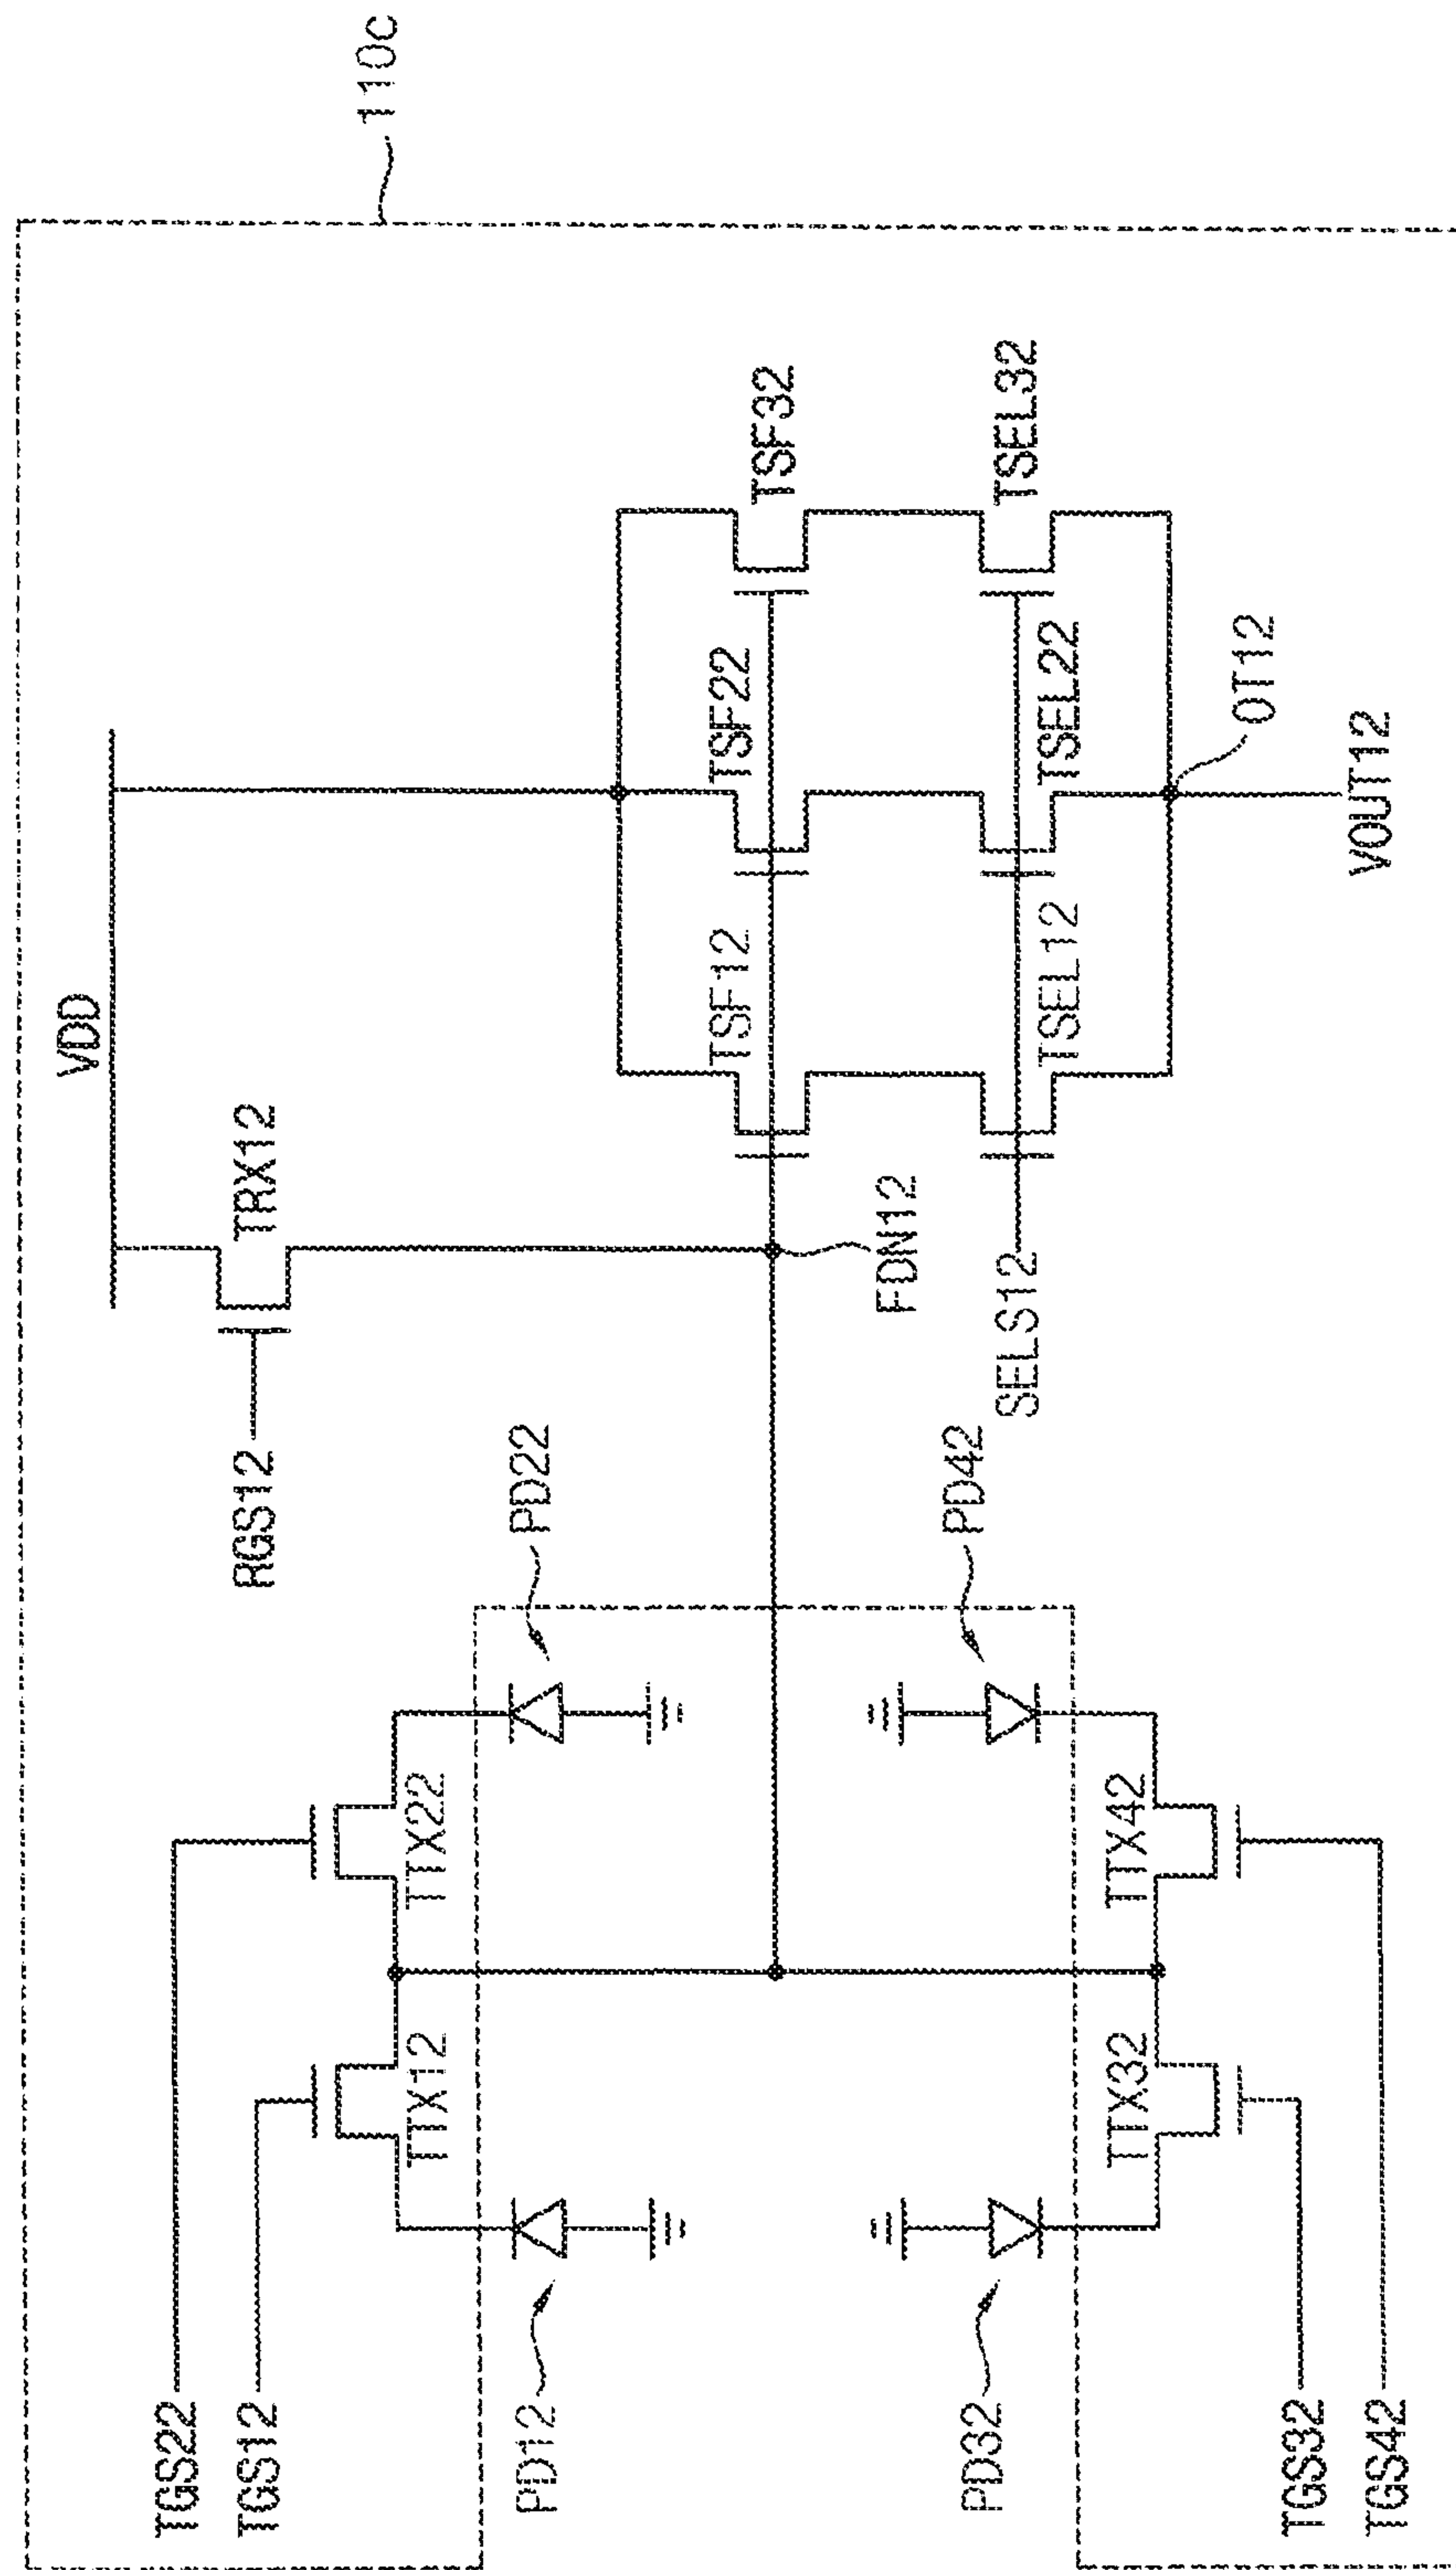 110c
VDD
TRX12
RGS12
TGS22
TGS12
TTX12
TTX22
PD12
PD22
TSF12
TSF22
TSF32
FDN12
SELS12
TSEL12
TSEL22
TSEL32
PD32
PD42
TTX32
TTX42
OT12
TGS32
TGS42
VOUT12